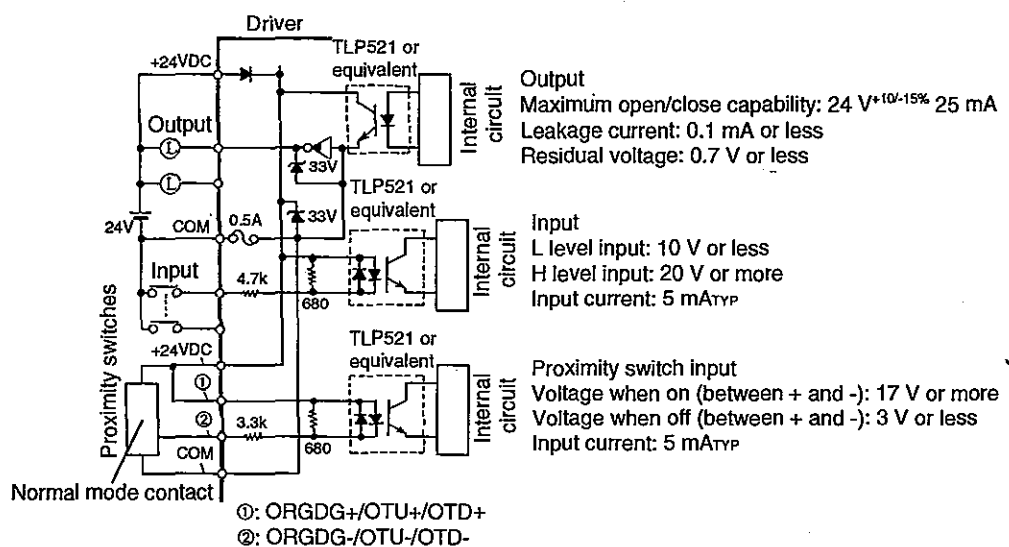 Driver
+24VDC
TLP521 or
equivalent
Internal
circuit
Output
Maximum open/close capability: 24 V+10/-15% 25 mA
Leakage current: 0.1 mA or less
Residual voltage: 0.7 V or less
Output
L
33V
L
TLP521 or
equivalent
33V
24V
COM
0.5A
Internal
circuit
Input
L level input: 10 V or less
H level input: 20 V or more
Input current: 5 mATYP
Input
4.7k
680
TLP521 or
equivalent
Proximity switches
+24VDC
①
②
3.3k
680
COM
Internal
circuit
Proximity switch input
Voltage when on (between + and -): 17 V or more
Voltage when off (between + and -): 3 V or less
Input current: 5 mATYP
Normal mode contact
①: ORGDG+/OTU+/OTD+
②: ORGDG-/OTU-/OTD-